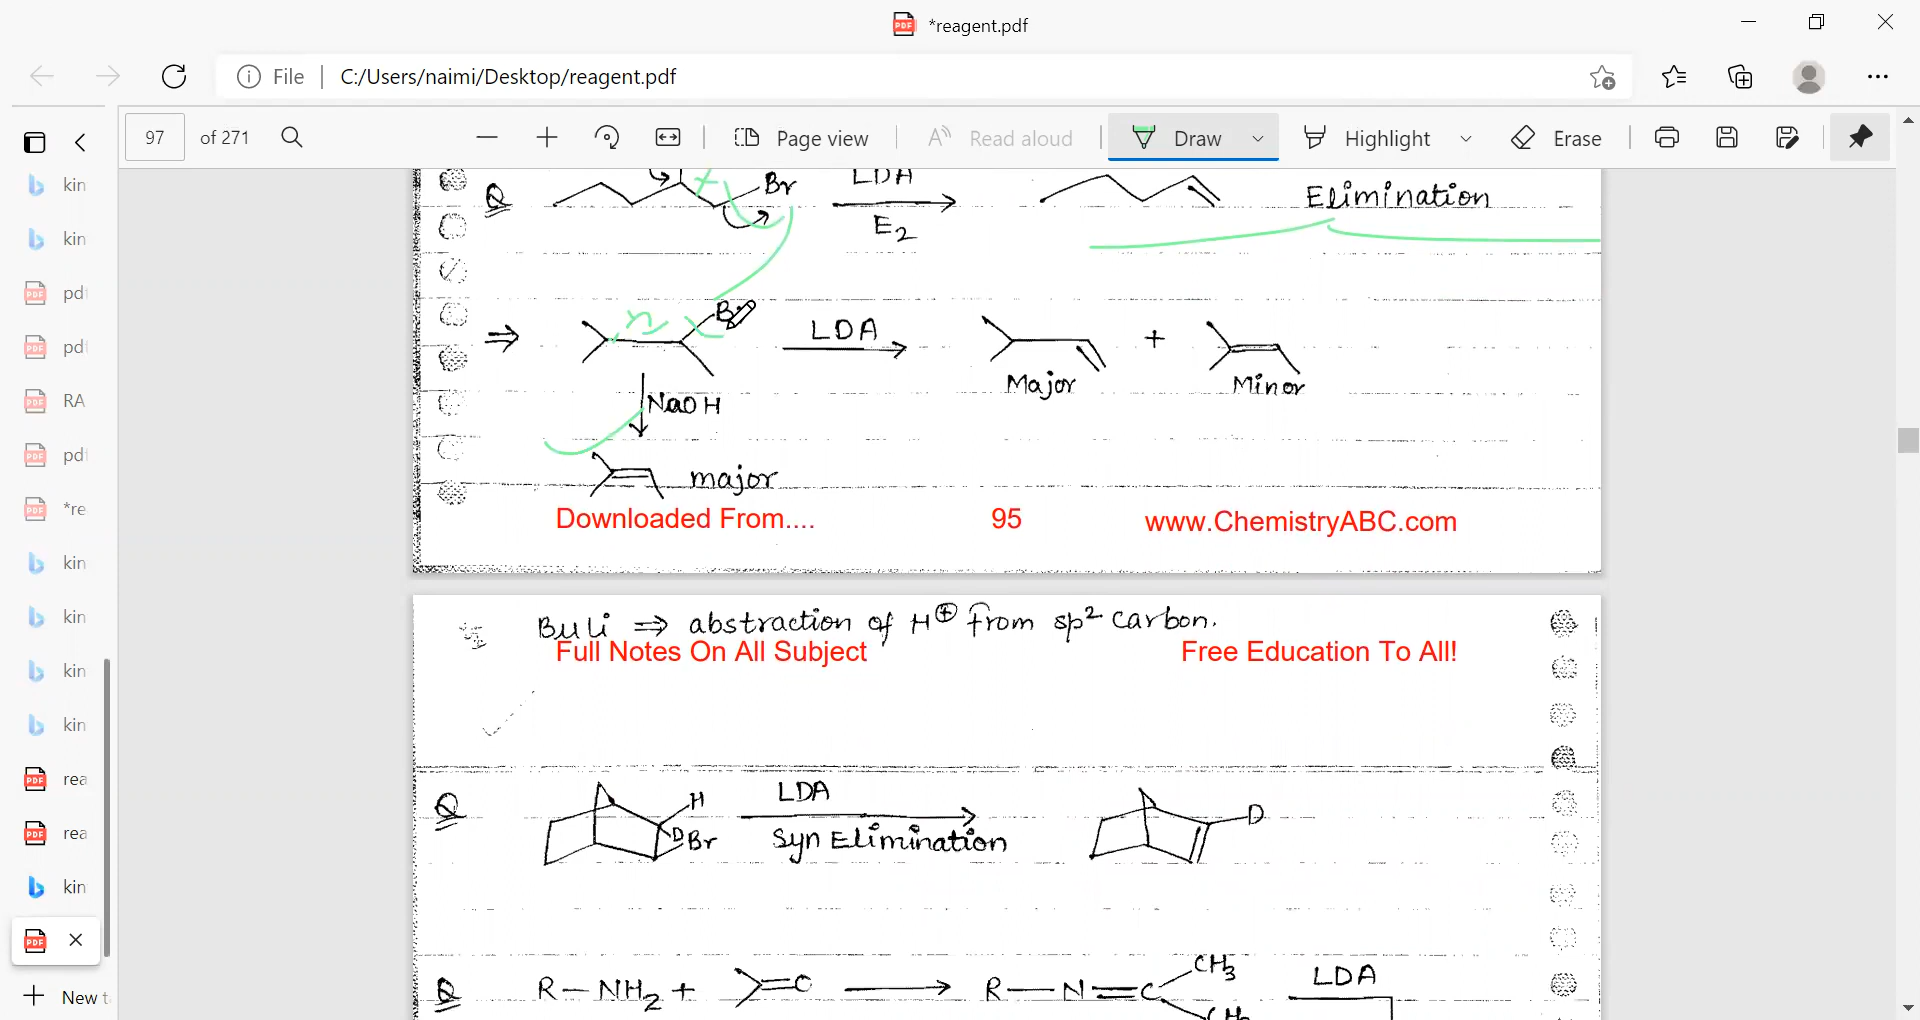 *reagent.pdf
File C:/Users/naimi/Desktop/reagent.pdf
97 of 271 Page view Read aloud Draw Highlight Erase
kin
kin
pdf
pdf
RA
pdf
*re
kin
kin
kin
kin
rea
rea
kin
New t
Q Br LDA Elimination
E2
⇒ Br LDA + 
Major Minor
NaOH
major
Downloaded From.... 95 www.ChemistryABC.com
BuLi ⇒ abstraction of H⊕ from sp² carbon.
Full Notes On All Subject Free Education To All!
Q H D Br LDA D
Syn Elimination
Q R—NH2 + =C → R—N=C CH3 LDA